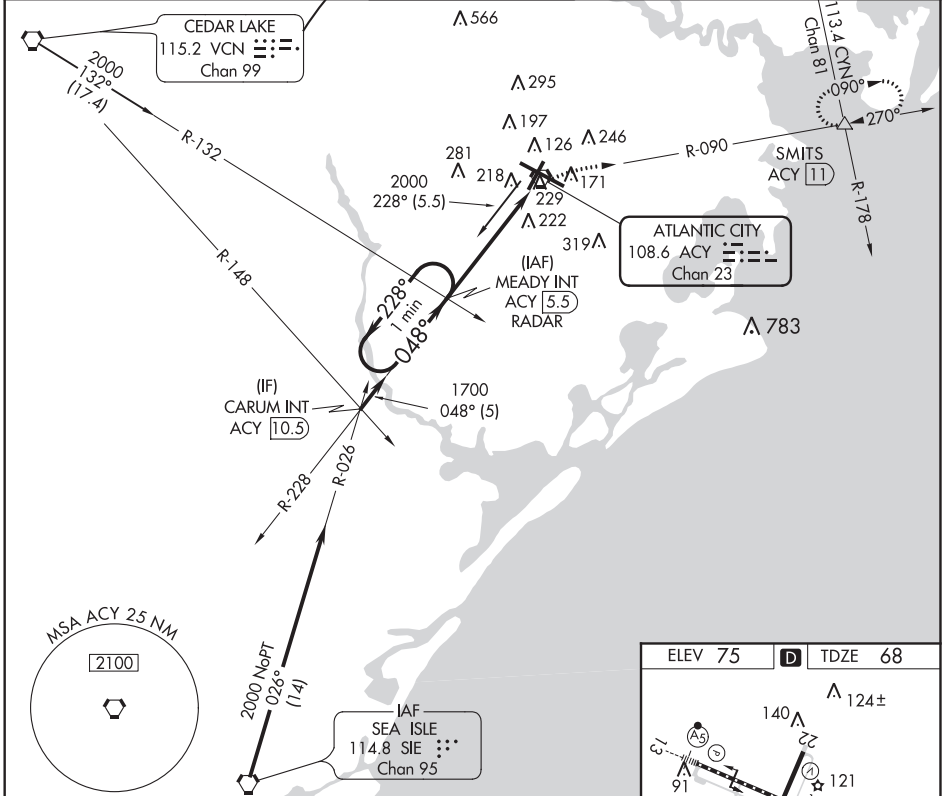 CEDAR LAKE
115.2 VCN
Chan 99
566
113.4 CYN
Chan 81
2000
132°
(17.4)
295
090°
270°
197
126
246
R-132
R-090
SMITS
ACY 11
281
218
171
229
2000
228° (5.5)
222
R-178
ATLANTIC CITY
108.6 ACY
Chan 23
319
R-148
(IAF)
MEADY INT
ACY 5.5
RADAR
228°
1 min
048°
783
(IF)
CARUM INT
ACY 10.5
1700
048° (5)
R-228
R-026
MSA ACY 25 NM
2100
2000 NoPT
026°
(14)
IAF
SEA ISLE
114.8 SIE
Chan 95
ELEV 75 D TDZE 68
124±
140
22
A5
P
13
V
121
91